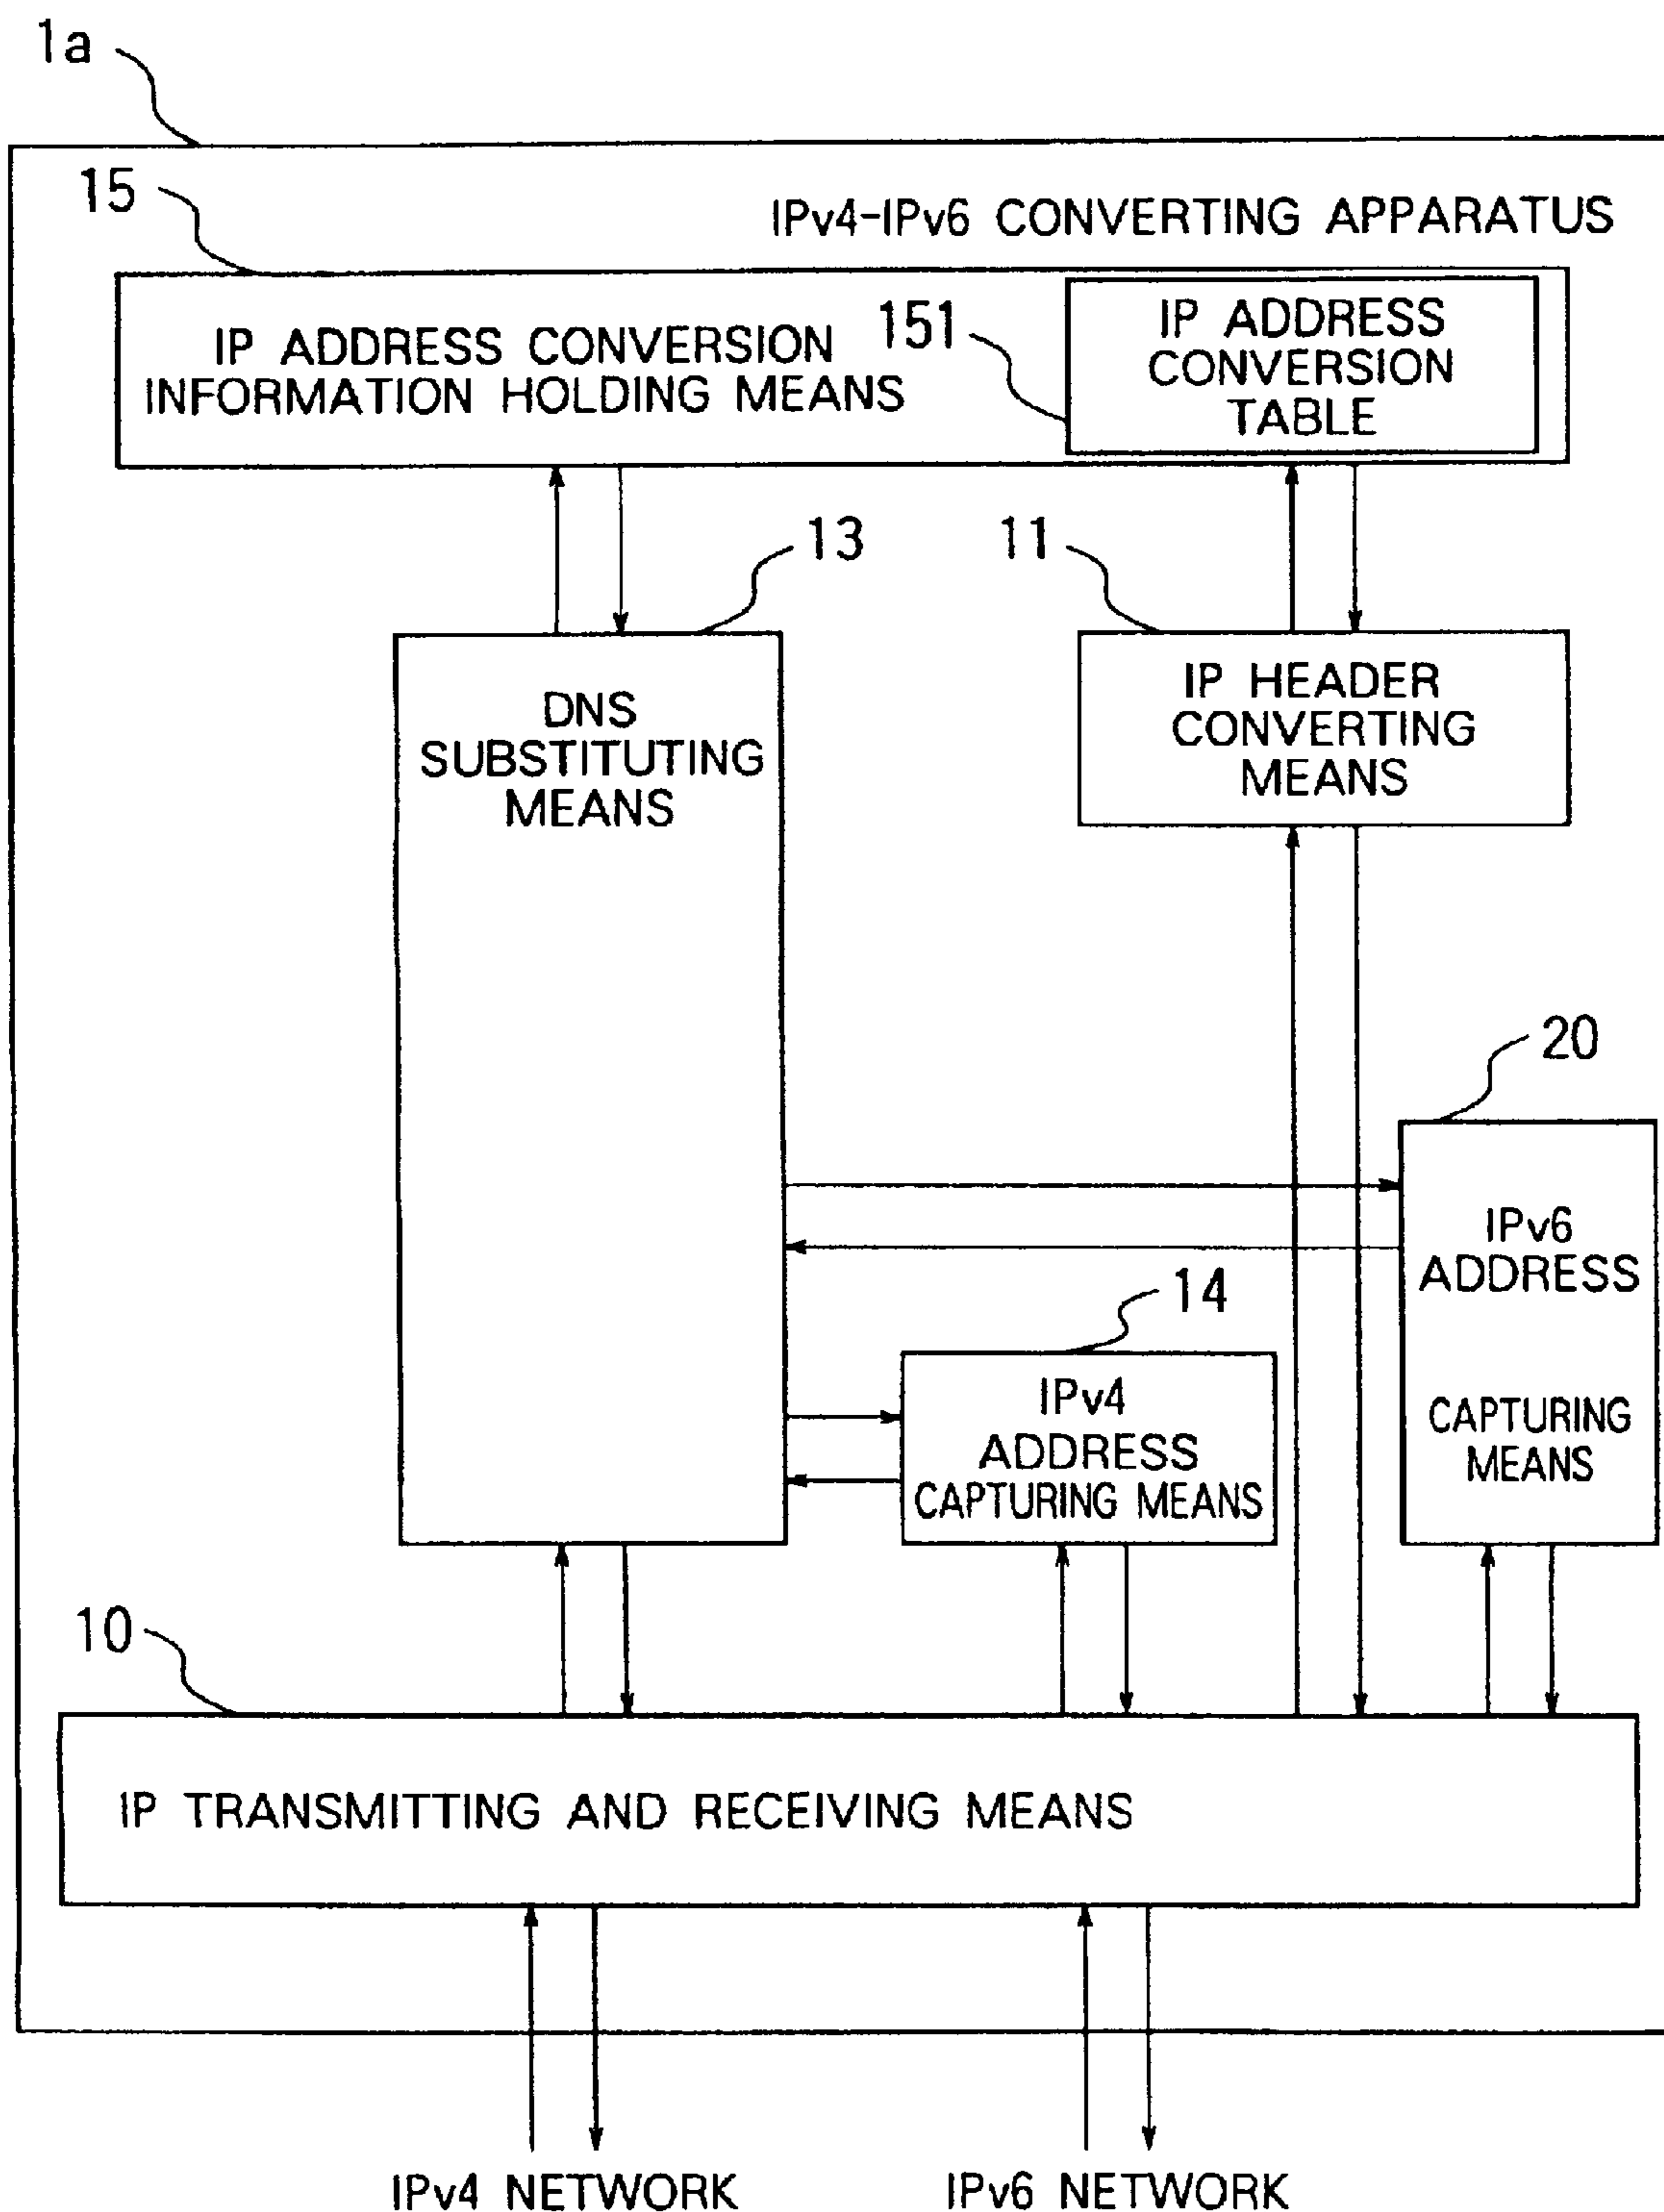 1a
15
IPv4-IPv6 CONVERTING APPARATUS
IP ADDRESS CONVERSION
INFORMATION HOLDING MEANS
151
IP ADDRESS
CONVERSION
TABLE
13
11
DNS
SUBSTITUTING
MEANS
IP HEADER
CONVERTING
MEANS
20
IPv6
ADDRESS
CAPTURING
MEANS
14
IPv4
ADDRESS
CAPTURING MEANS
10
IP TRANSMITTING AND RECEIVING MEANS
IPv4 NETWORK
IPv6 NETWORK